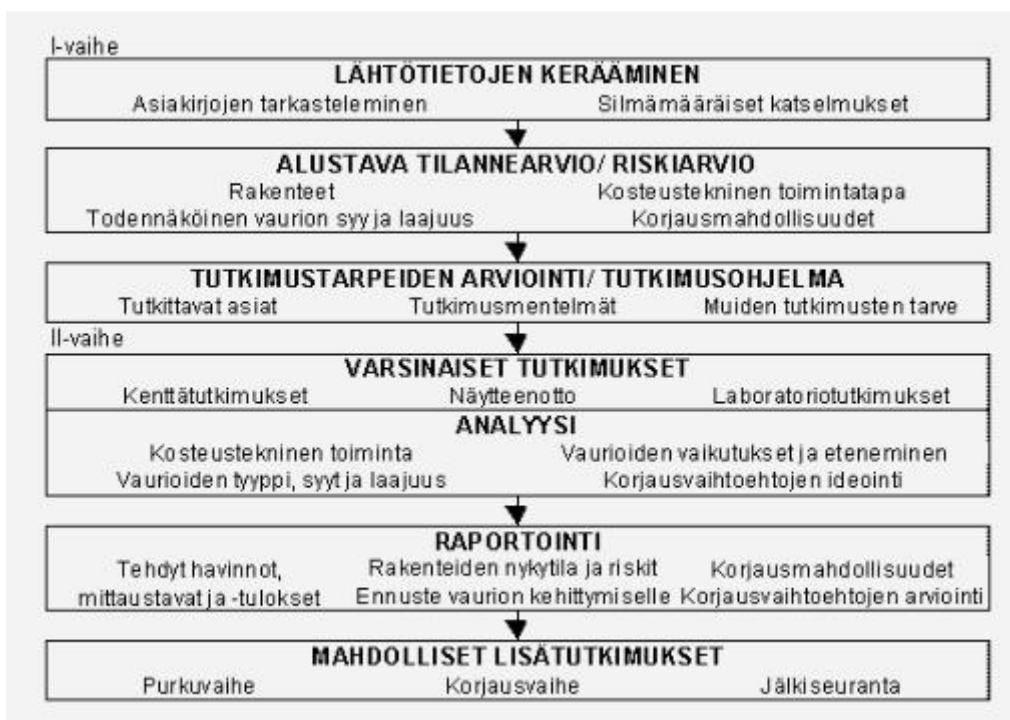 I-vaihe
LÄHTÖTIETOJEN KERÄÄMINEN
Asiakirjojen tarkasteleminen Silmämääräiset katselmukset
ALUSTAVA TILANNEARVIO/ RISKIARVIO
Rakenteet Kosteustekninen toimintatapa
Todennäköinen vaurion syy ja laajuus Korjausmahdollisuudet
TUTKIMUSTARPEIDEN ARVIOINTI/ TUTKIMUSOHJELMA
Tutkittavat asiat Tutkimusmentelmät Muiden tutkimusten tarve
II-vaihe
VARSINAISET TUTKIMUKSET
Kenttätutkimukset Näytteenotto Laboratoriotutkimukset
ANALYYSI
Kosteustekninen toiminta Vaurioiden vaikutukset ja eteneminen
Vaurioiden tyyppi, syyt ja laajuus Korjausvaihtoehtojen ideointi
RAPORTOINTI
Tehdyt havinnot, Rakenteiden nykytila ja riskit Korjausmahdollisuudet
mittaustavat ja -tulokset Ennuste vaurion kehittymiselle Korjausvaihtoehtojen arviointi
MAHDOLLISET LISÄTUTKIMUKSET
Purkuvaihe Korjausvaihe Jälkiseuranta